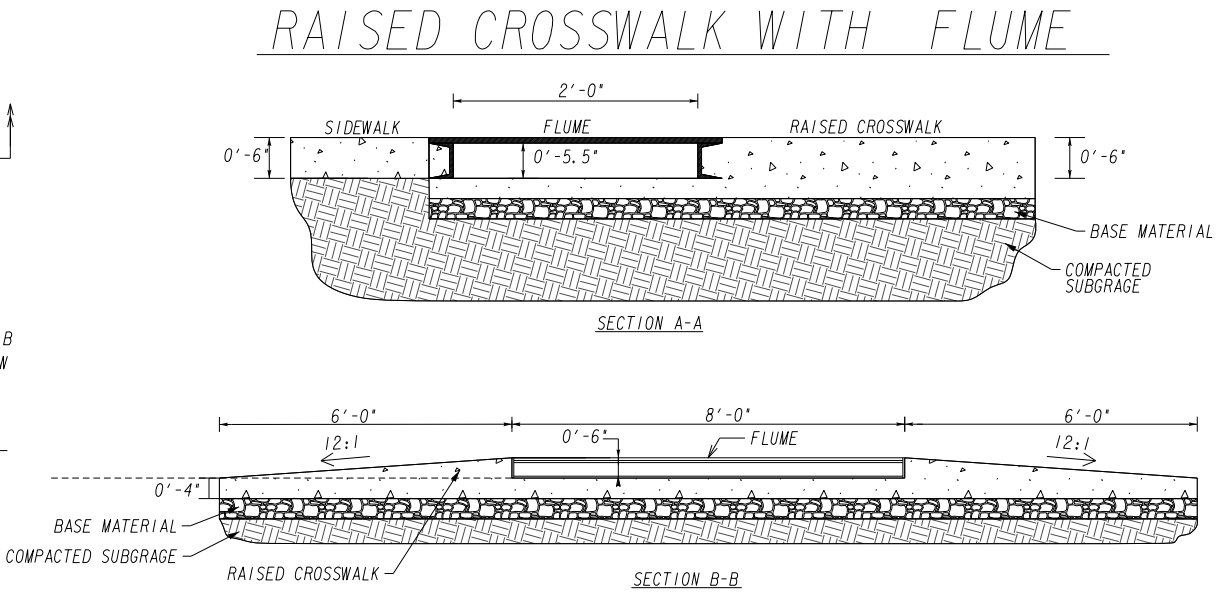 RAISED CROSSWALK WITH FLUME
2'-0"
SIDEWALK
FLUME
RAISED CROSSWALK
0'-6"
0'-5.5"
0'-6"
BASE MATERIAL
COMPACTED
SUBGRAGE
SECTION A-A
B
W
6'-0"
8'-0"
6'-0"
12:1
0'-6"
FLUME
12:1
0'-4"
BASE MATERIAL
COMPACTED SUBGRAGE
RAISED CROSSWALK
SECTION B-B